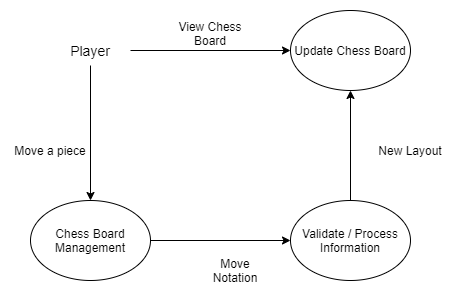 View Chess
Board
Player
Update Chess Board
Move a piece
New Layout
Chess Board
Management
Validate / Process
Information
Move
Notation